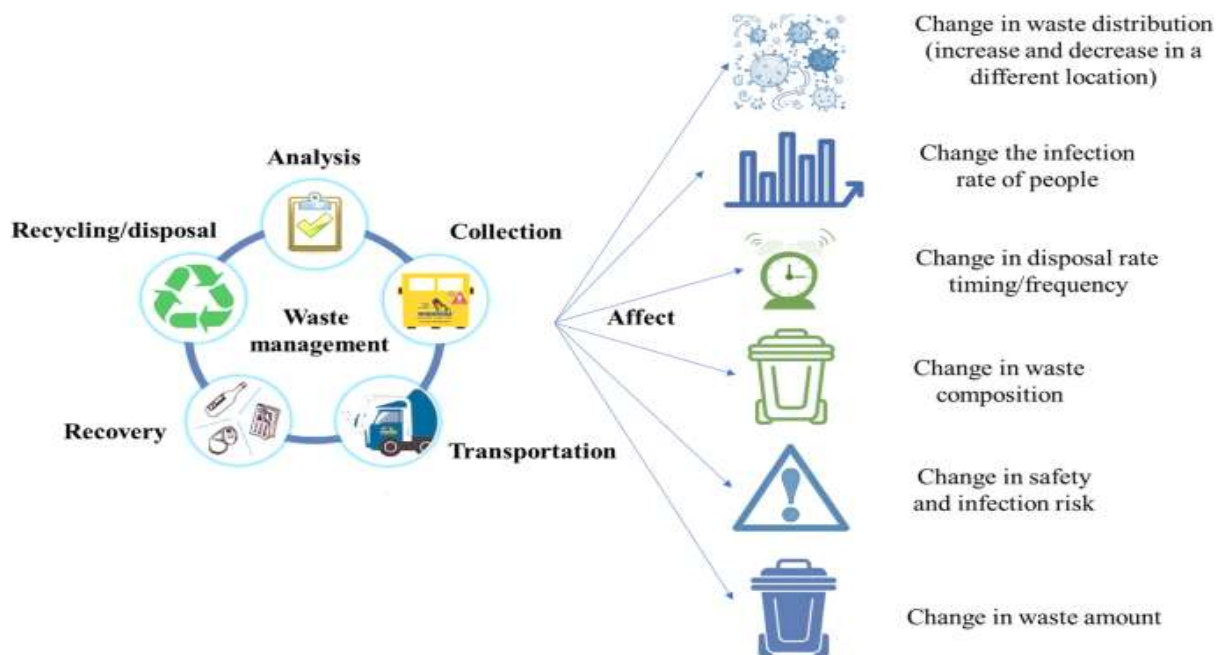 Analysis
Recycling/disposal
Collection
Waste
management
Recovery
Transportation
Affect
Change in waste distribution
(increase and decrease in a
different location)
Change the infection
rate of people
Change in disposal rate
timing/frequency
Change in waste
composition
Change in safety
and infection risk
Change in waste amount